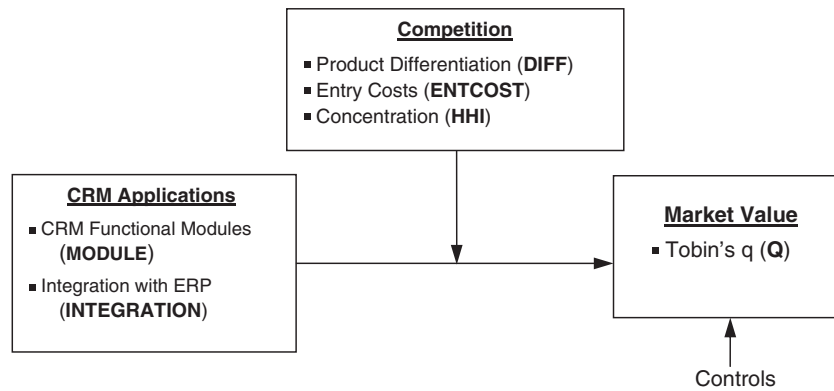 Competition
▪ Product Differentiation (DIFF)
▪ Entry Costs (ENTCOST)
▪ Concentration (HHI)
CRM Applications
▪ CRM Functional Modules
(MODULE)
▪ Integration with ERP
(INTEGRATION)
Market Value
▪ Tobin's q (Q)
Controls